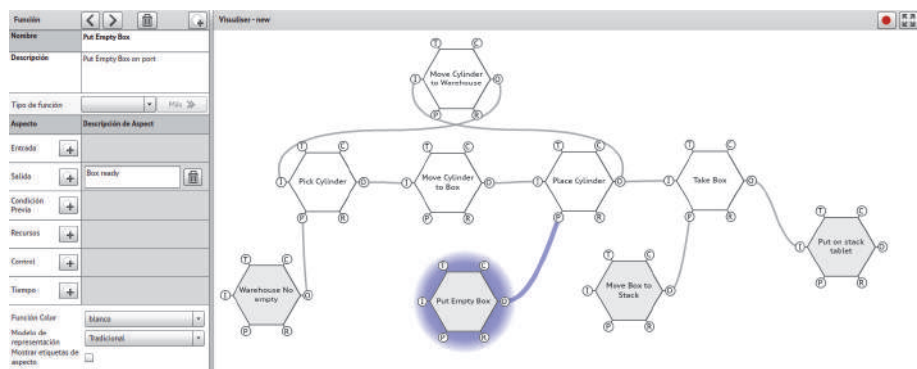 Función
Visualiser - new
Nombre
Put Empty Box
Descripción
Put Empty Box on pont
Tipo de función
Más
Aspecto
Descripción de Aspect
Entrada
Salida
Box ready
Condición
Previa
Recursos
Control
Tiempo
Función Color
blanco
Modelo de
representación
Tradicional
Mostrar etiquetas de
aspecto
T C
I Move Cylinder O
to Warehouse
P R
T C
I Pick Cylinder O
P R
T C
I Move Cylinder O
to Box
P R
T C
I Place Cylinder O
P R
T C
I Take Box O
P R
T C
I Put on stack O
tablet
P R
T C
I Warehouse No O
empty
P R
T C
I Put Empty Box O
P R
T C
I Move Box to O
Stack
P R